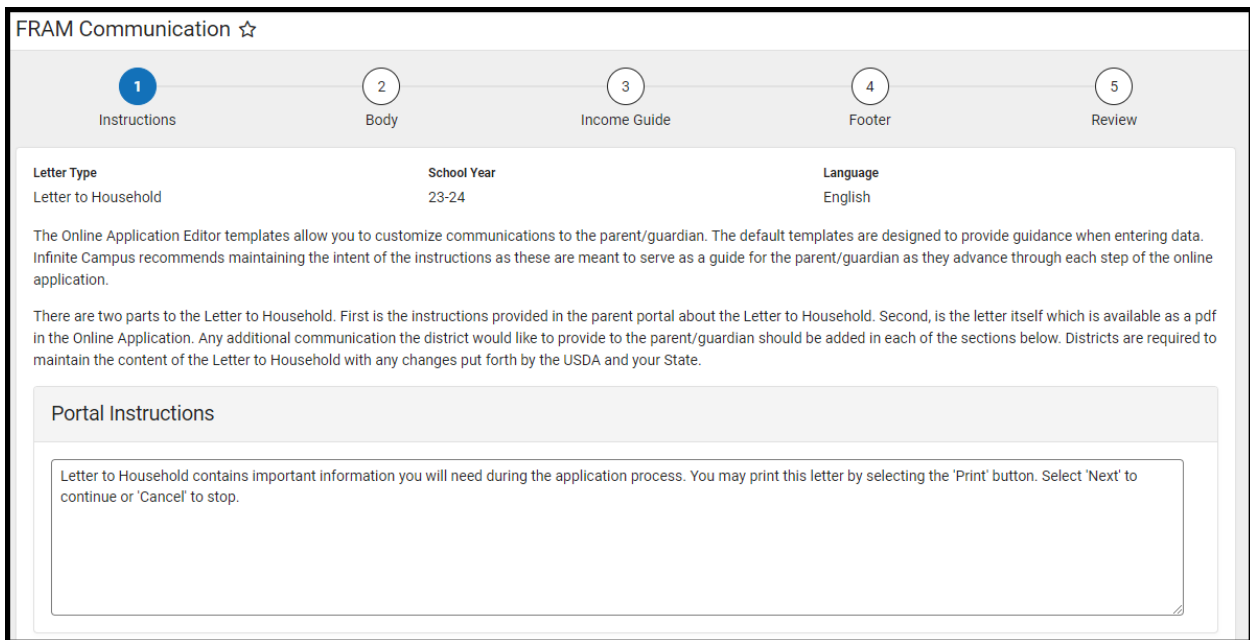 FRAM Communication
1 2 3 4 5
Instructions Body Income Guide Footer Review
Letter Type School Year Language
Letter to Household 23-24 English
The Online Application Editor templates allow you to customize communications to the parent/guardian. The default templates are designed to provide guidance when entering data.
Infinite Campus recommends maintaining the intent of the instructions as these are meant to serve as a guide for the parent/guardian as they advance through each step of the online
application.
There are two parts to the Letter to Household. First is the instructions provided in the parent portal about the Letter to Household. Second, is the letter itself which is available as a pdf
in the Online Application. Any additional communication the district would like to provide to the parent/guardian should be added in each of the sections below. Districts are required to
maintain the content of the Letter to Household with any changes put forth by the USDA and your State.
Portal Instructions
Letter to Household contains important information you will need during the application process. You may print this letter by selecting the 'Print' button. Select 'Next' to
continue or 'Cancel' to stop.